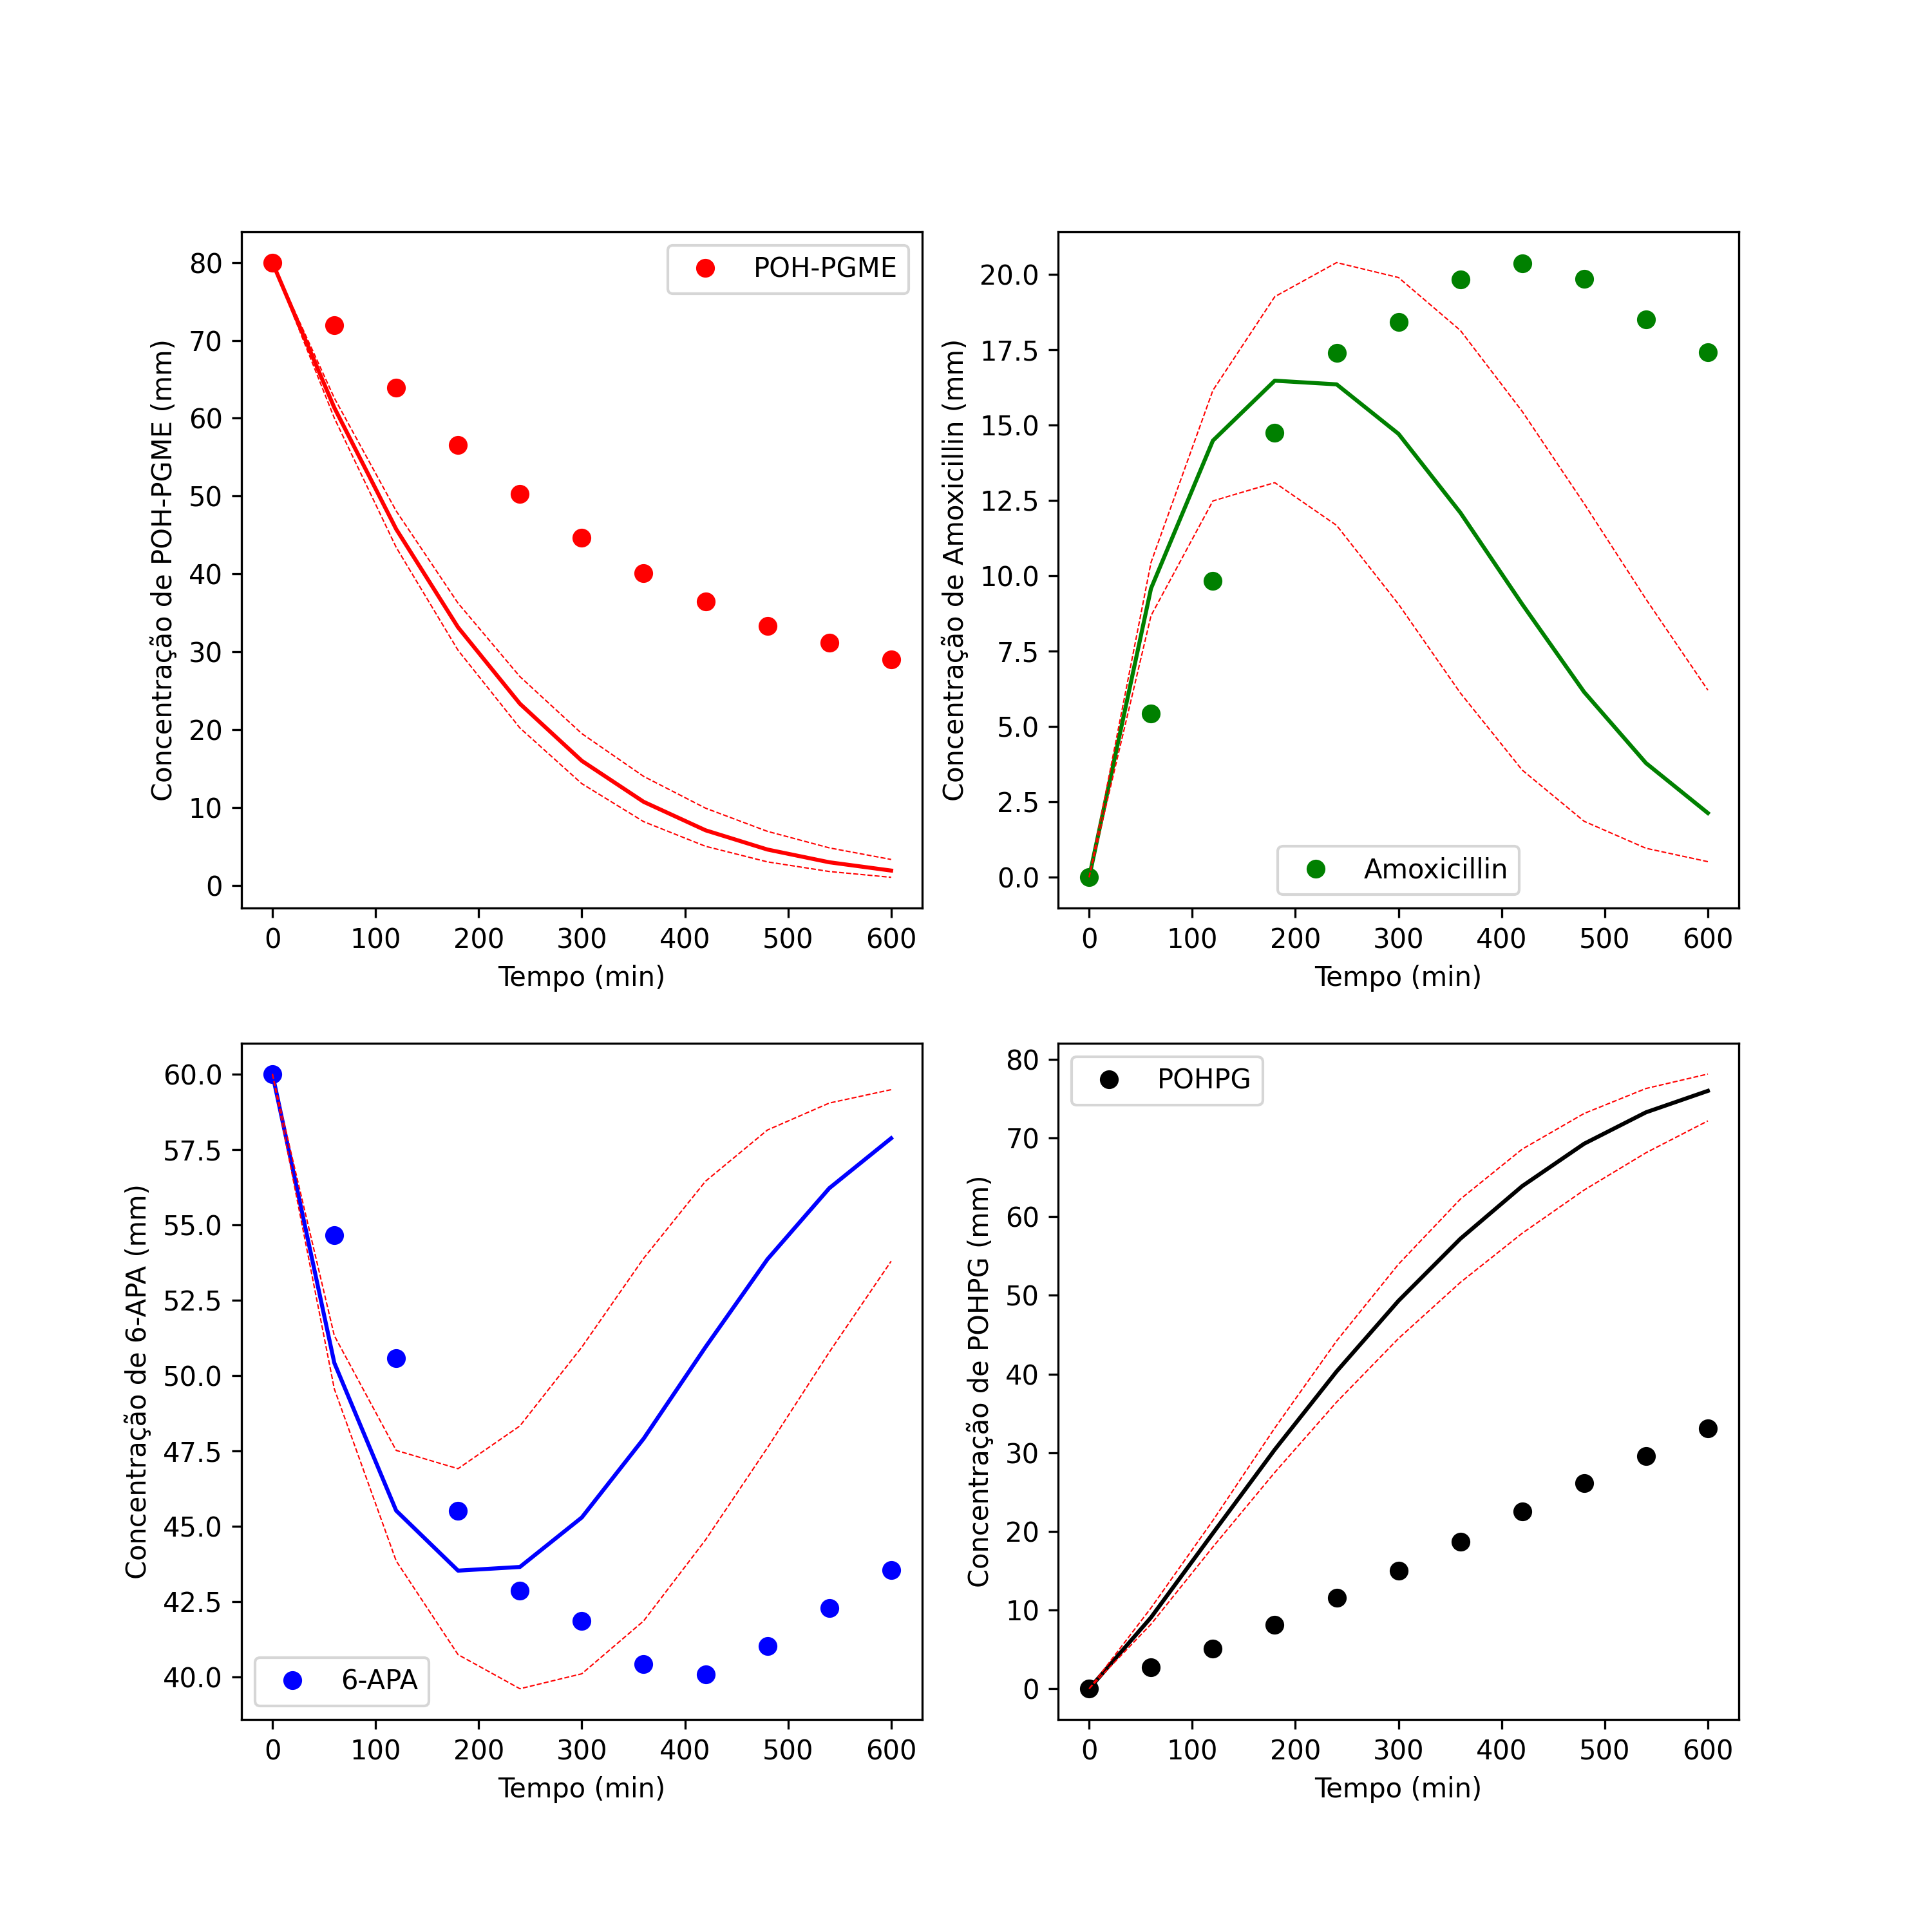 Concentração de POH-PGME (mm)
80
70
60
50
40
30
20
10
0
POH-PGME
0 100 200 300 400 500 600
Tempo (min)
Concentração de Amoxicillin (mm)
20.0
17.5
15.0
12.5
10.0
7.5
5.0
2.5
0.0
Amoxicillin
0 100 200 300 400 500 600
Tempo (min)
Concentração de 6-APA (mm)
60.0
57.5
55.0
52.5
50.0
47.5
45.0
42.5
40.0
6-APA
0 100 200 300 400 500 600
Tempo (min)
Concentração de POHPG (mm)
80
70
60
50
40
30
20
10
0
POHPG
0 100 200 300 400 500 600
Tempo (min)